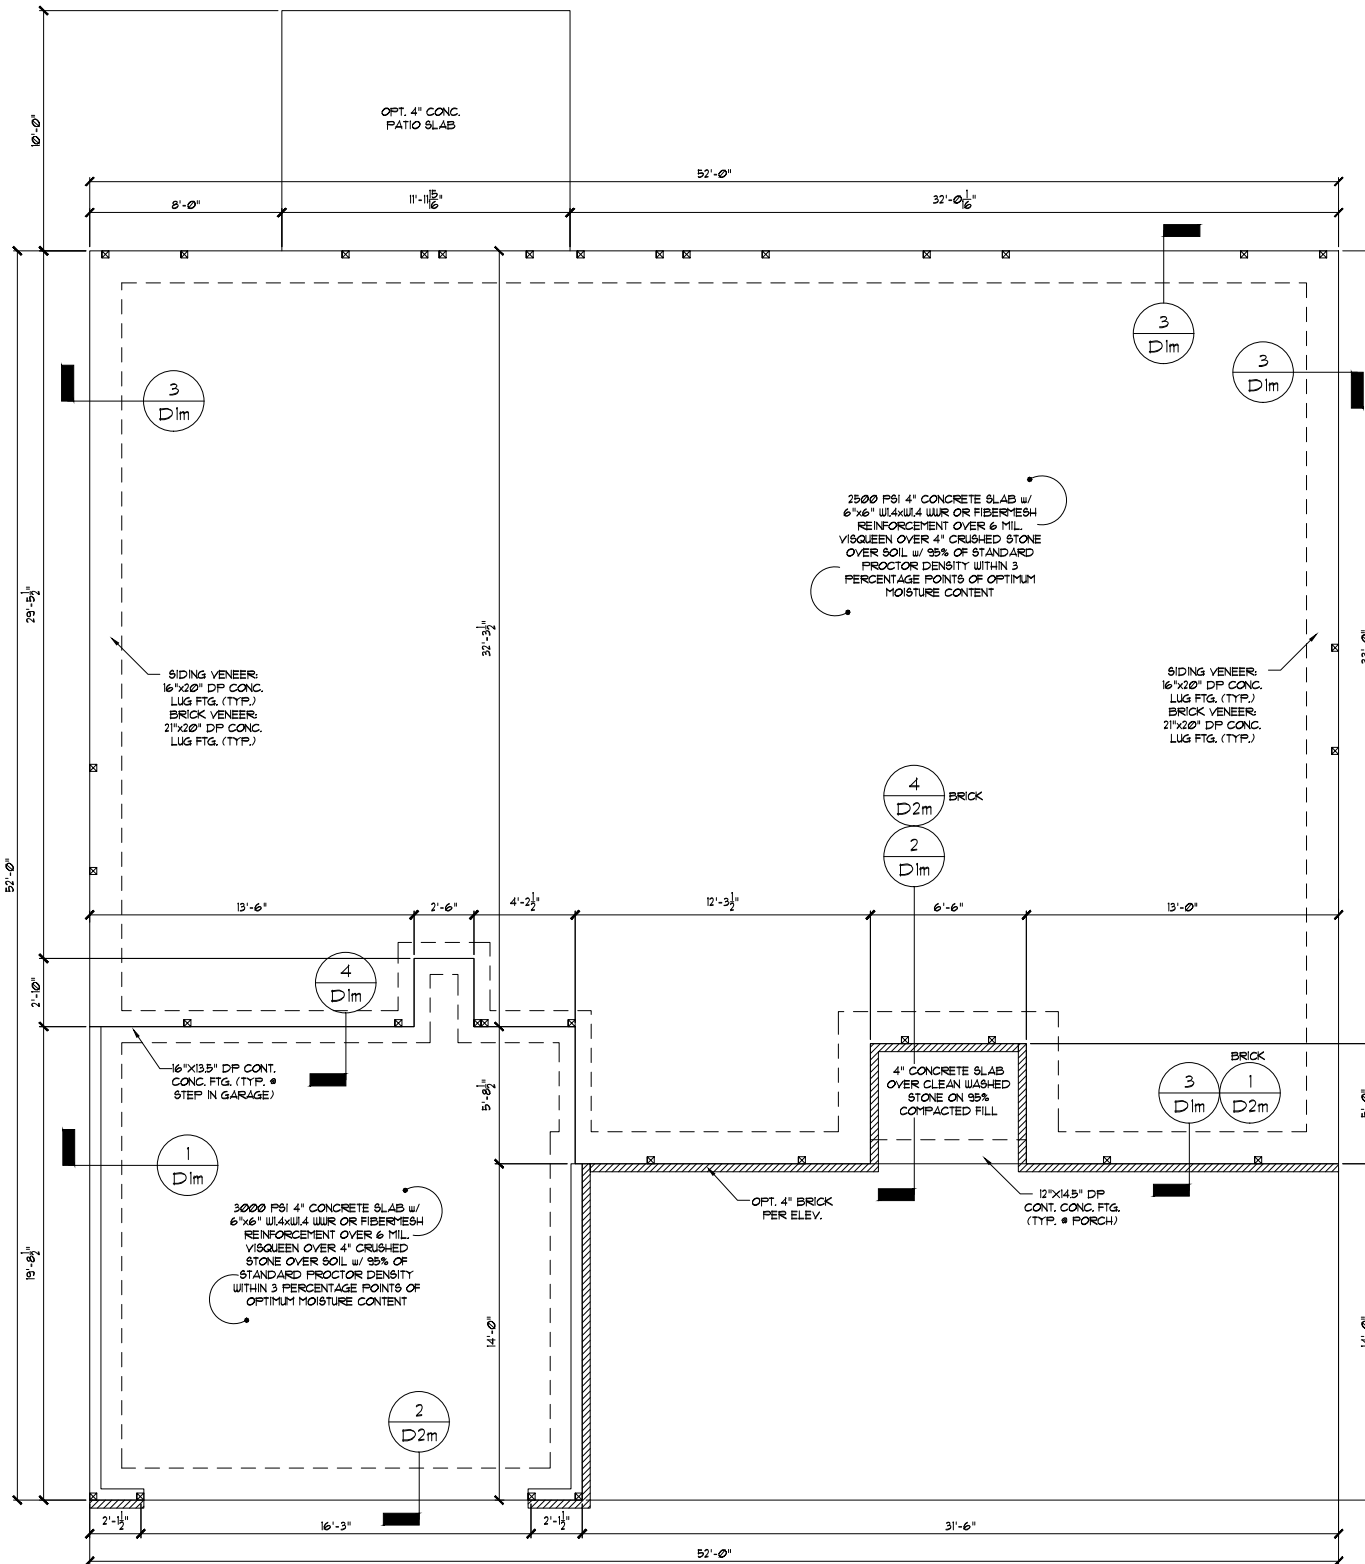 OPT. 4" CONC.
PATIO SLAB
10'-0"
52'-0"
8'-0"
11'-11 15/16"
32'-0 1/16"
3
D1m
3
D1m
3
D1m
2500 PSI 4" CONCRETE SLAB w/
6"x6" W1.4xW1.4 WWR OR FIBERMESH
REINFORCEMENT OVER 6 MIL.
VISQUEEN OVER 4" CRUSHED STONE
OVER SOIL w/ 95% OF STANDARD
PROCTOR DENSITY WITHIN 3
PERCENTAGE POINTS OF OPTIMUM
MOISTURE CONTENT
29'-5 1/2"
32'-3 1/2"
SIDING VENEER:
16"x20" DP CONC.
LUG FTG. (TYP.)
BRICK VENEER:
21"x20" DP CONC.
LUG FTG. (TYP.)
SIDING VENEER:
16"x20" DP CONC.
LUG FTG. (TYP.)
BRICK VENEER:
21"x20" DP CONC.
LUG FTG. (TYP.)
4
D2m
BRICK
2
D1m
52'-0"
13'-6"
2'-6"
4'-2 1/2"
12'-3 1/2"
6'-6"
13'-0"
2'-10"
4
D1m
16"X13.5" DP CONT.
CONC. FTG. (TYP. @
STEP IN GARAGE)
5'-8 1/2"
4" CONCRETE SLAB
OVER CLEAN WASHED
STONE ON 95%
COMPACTED FILL
BRICK
3
D1m
1
D2m
1
D1m
OPT. 4" BRICK
PER ELEV.
12"X14.5" DP
CONT. CONC. FTG.
(TYP. @ PORCH)
3000 PSI 4" CONCRETE SLAB w/
6"x6" W1.4xW1.4 WWR OR FIBERMESH
REINFORCEMENT OVER 6 MIL.
VISQUEEN OVER 4" CRUSHED
STONE OVER SOIL w/ 95% OF
STANDARD PROCTOR DENSITY
WITHIN 3 PERCENTAGE POINTS OF
OPTIMUM MOISTURE CONTENT
19'-8 1/2"
14'-0"
2
D2m
2'-1 1/2"
16'-3"
2'-1 1/2"
31'-6"
52'-0"